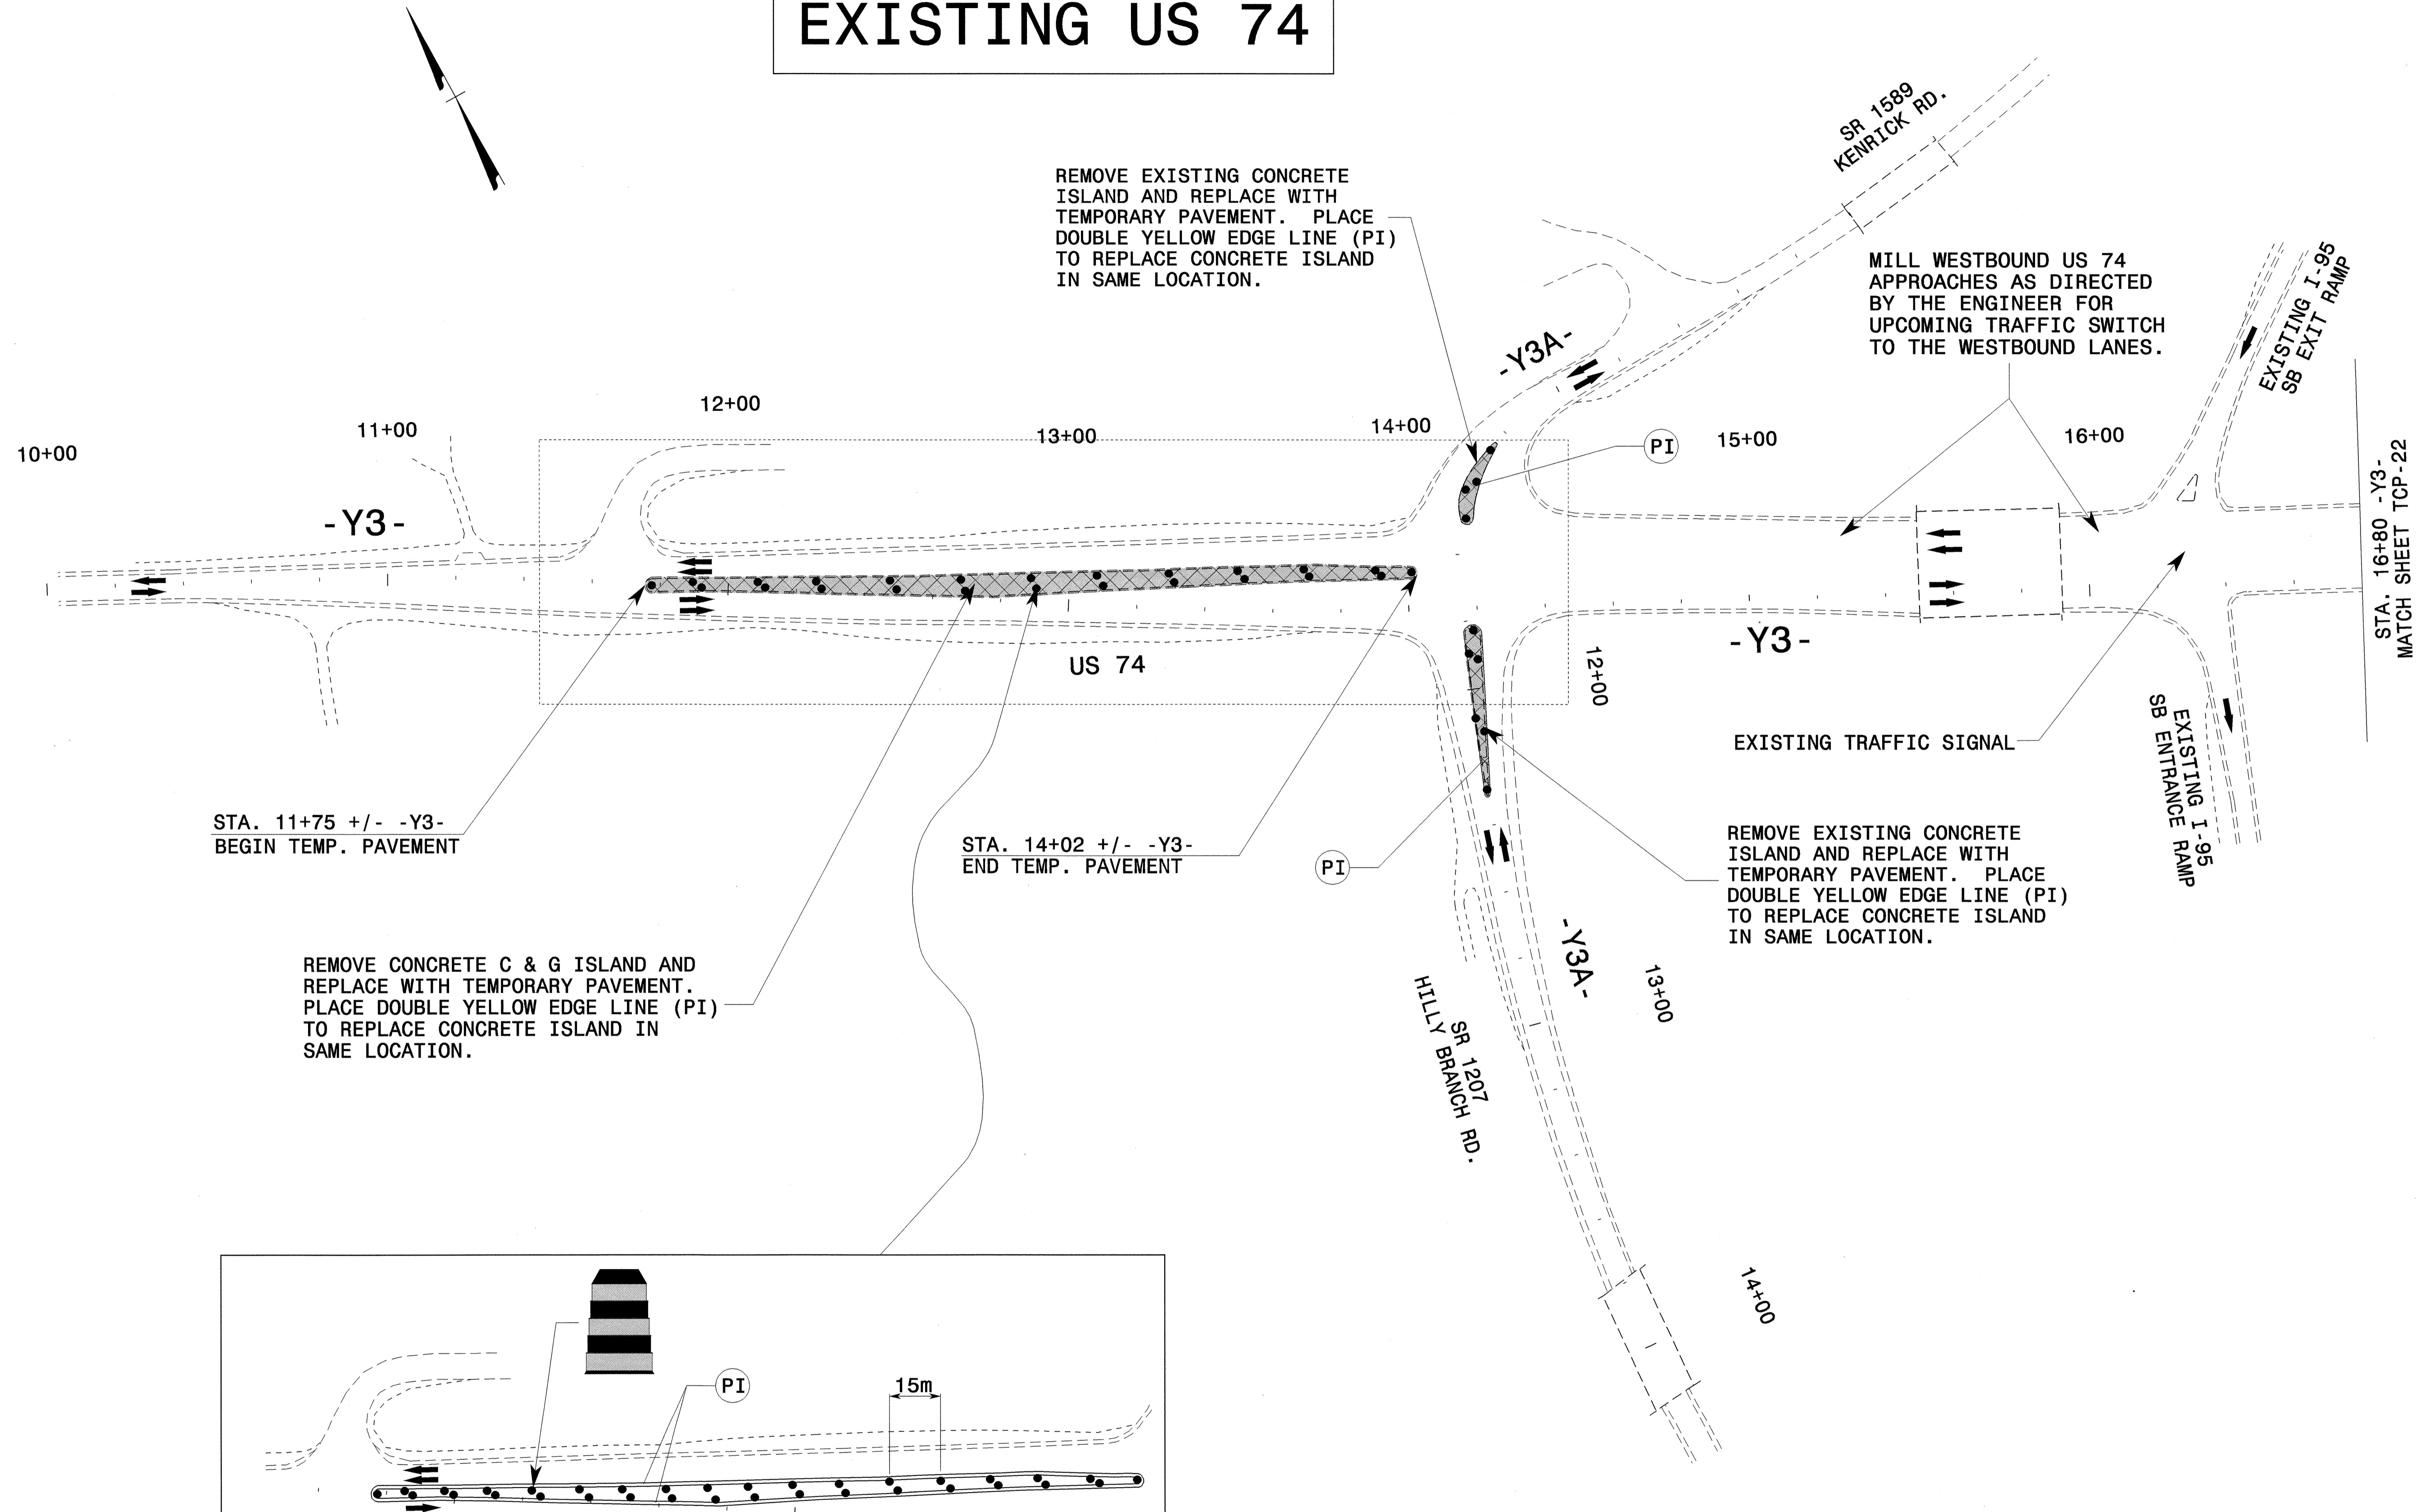 EXISTING US 74
SR 1589
KENRICK RD.
REMOVE EXISTING CONCRETE
ISLAND AND REPLACE WITH
TEMPORARY PAVEMENT.  PLACE
DOUBLE YELLOW EDGE LINE (PI)
TO REPLACE CONCRETE ISLAND
IN SAME LOCATION.
MILL WESTBOUND US 74
APPROACHES AS DIRECTED
BY THE ENGINEER FOR
UPCOMING TRAFFIC SWITCH
TO THE WESTBOUND LANES.
EXISTING I-95
SB EXIT RAMP
-Y3A-
10+00
11+00
12+00
13+00
14+00
15+00
16+00
PI
-Y3-
STA. 16+80 -Y3-
MATCH SHEET TCP-22
US 74
-Y3-
12+00
EXISTING TRAFFIC SIGNAL
EXISTING I-95
SB ENTRANCE RAMP
STA. 11+75 +/- -Y3-
BEGIN TEMP. PAVEMENT
STA. 14+02 +/- -Y3-
END TEMP. PAVEMENT
PI
REMOVE EXISTING CONCRETE
ISLAND AND REPLACE WITH
TEMPORARY PAVEMENT.  PLACE
DOUBLE YELLOW EDGE LINE (PI)
TO REPLACE CONCRETE ISLAND
IN SAME LOCATION.
REMOVE CONCRETE C & G ISLAND AND
REPLACE WITH TEMPORARY PAVEMENT.
PLACE DOUBLE YELLOW EDGE LINE (PI)
TO REPLACE CONCRETE ISLAND IN
SAME LOCATION.
-Y3A-
13+00
SR 1207
HILLY BRANCH RD.
14+00
PI
15m